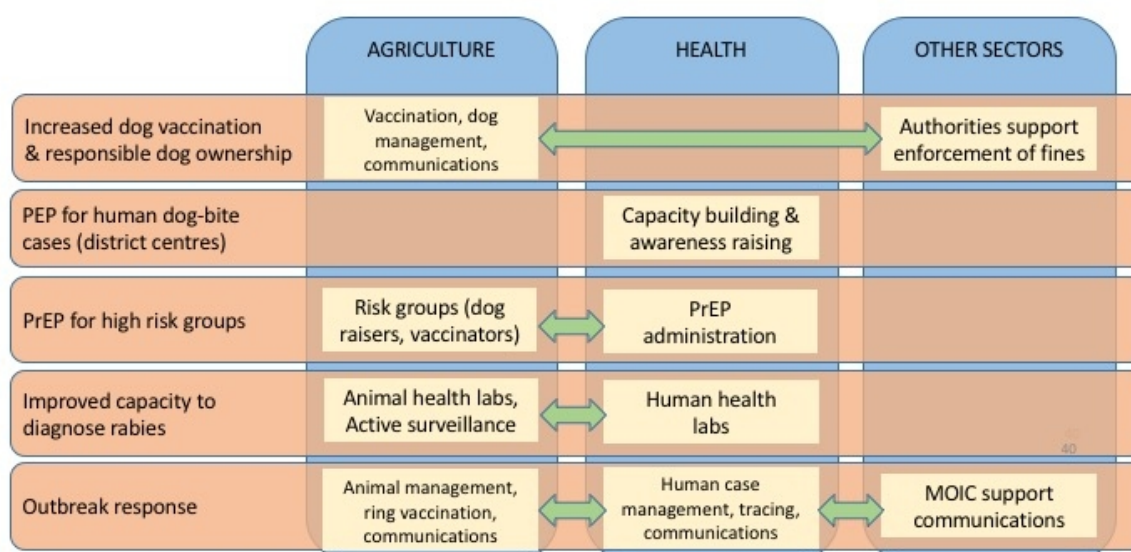 AGRICULTURE
HEALTH
OTHER SECTORS
Increased dog vaccination
& responsible dog ownership
Vaccination, dog
management,
communications
Authorities support
enforcement of fines
PEP for human dog-bite
cases (district centres)
Capacity building &
awareness raising
PrEP for high risk groups
Risk groups (dog
raisers, vaccinators)
PrEP
administration
Improved capacity to
diagnose rabies
Animal health labs,
Active surveillance
Human health
labs
40
Outbreak response
Animal management,
ring vaccination,
communications
Human case
management, tracing,
communications
MOIC support
communications